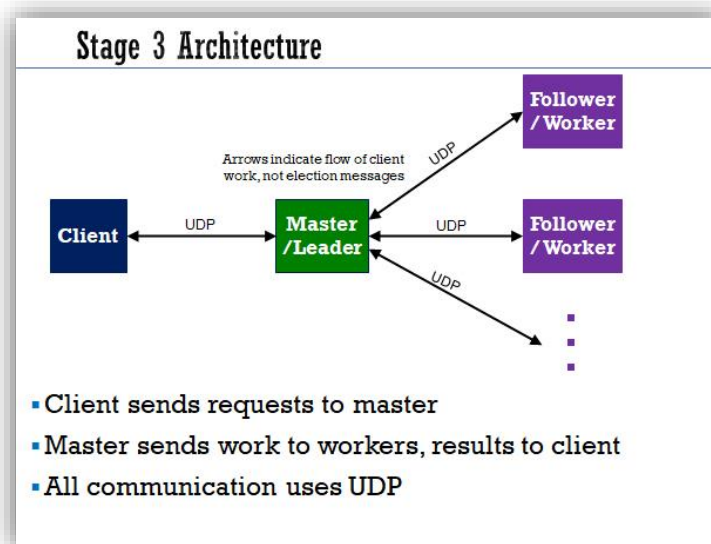 Stage 3 Architecture
Follower
/Worker
Arrows indicate flow of client
work, not election messages
UDP
Client
UDP
Master
/Leader
UDP
Follower
/Worker
UDP
▪Client sends requests to master
▪Master sends work to workers, results to client
▪All communication uses UDP